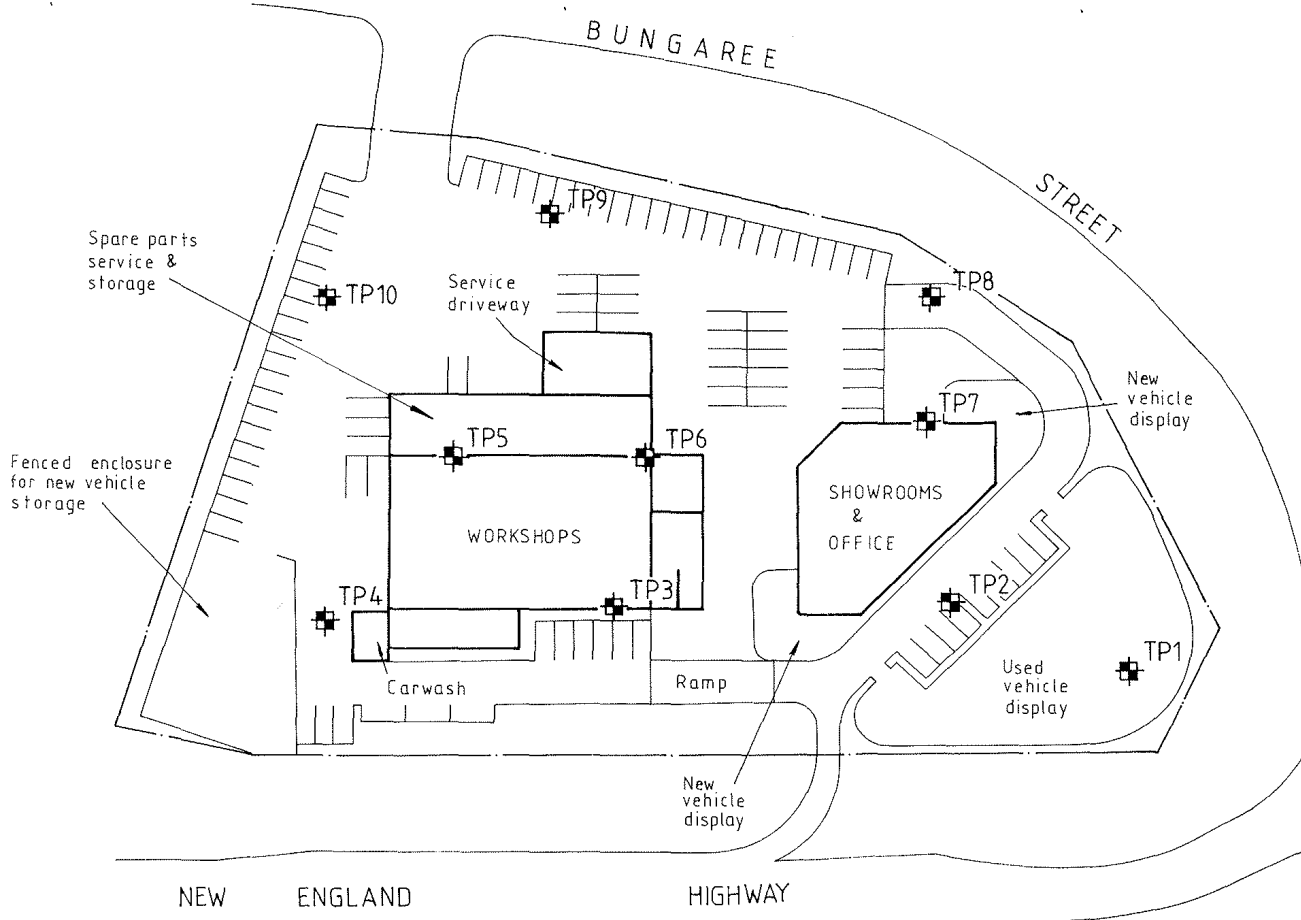 BUNGAREE
STREET
TP9
Spare parts
service &
storage
Service
driveway
TP10
TP8
New
vehicle
display
TP7
TP5
TP6
Fenced enclosure
for new vehicle
storage
SHOWROOMS
&
OFFICE
WORKSHOPS
TP4
TP3
TP2
TP1
Carwash
Ramp
Used
vehicle
display
New
vehicle
display
NEW ENGLAND HIGHWAY